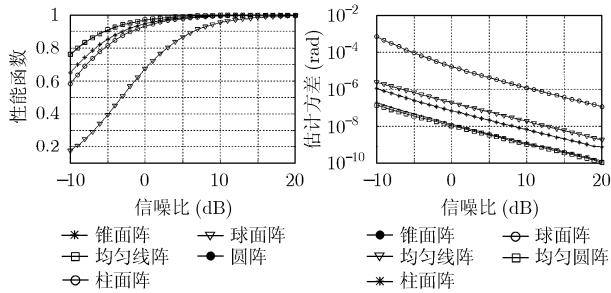 1
0.8
0.6
0.4
0.2
性能函数
-10 0 10 20
信噪比 (dB)
锥面阵 球面阵
均匀线阵 圆阵
柱面阵
10^-2
10^-4
10^-6
10^-8
10^-10
估计方差 (rad)
-10 0 10 20
信噪比 (dB)
锥面阵 球面阵
均匀线阵 均匀圆阵
柱面阵